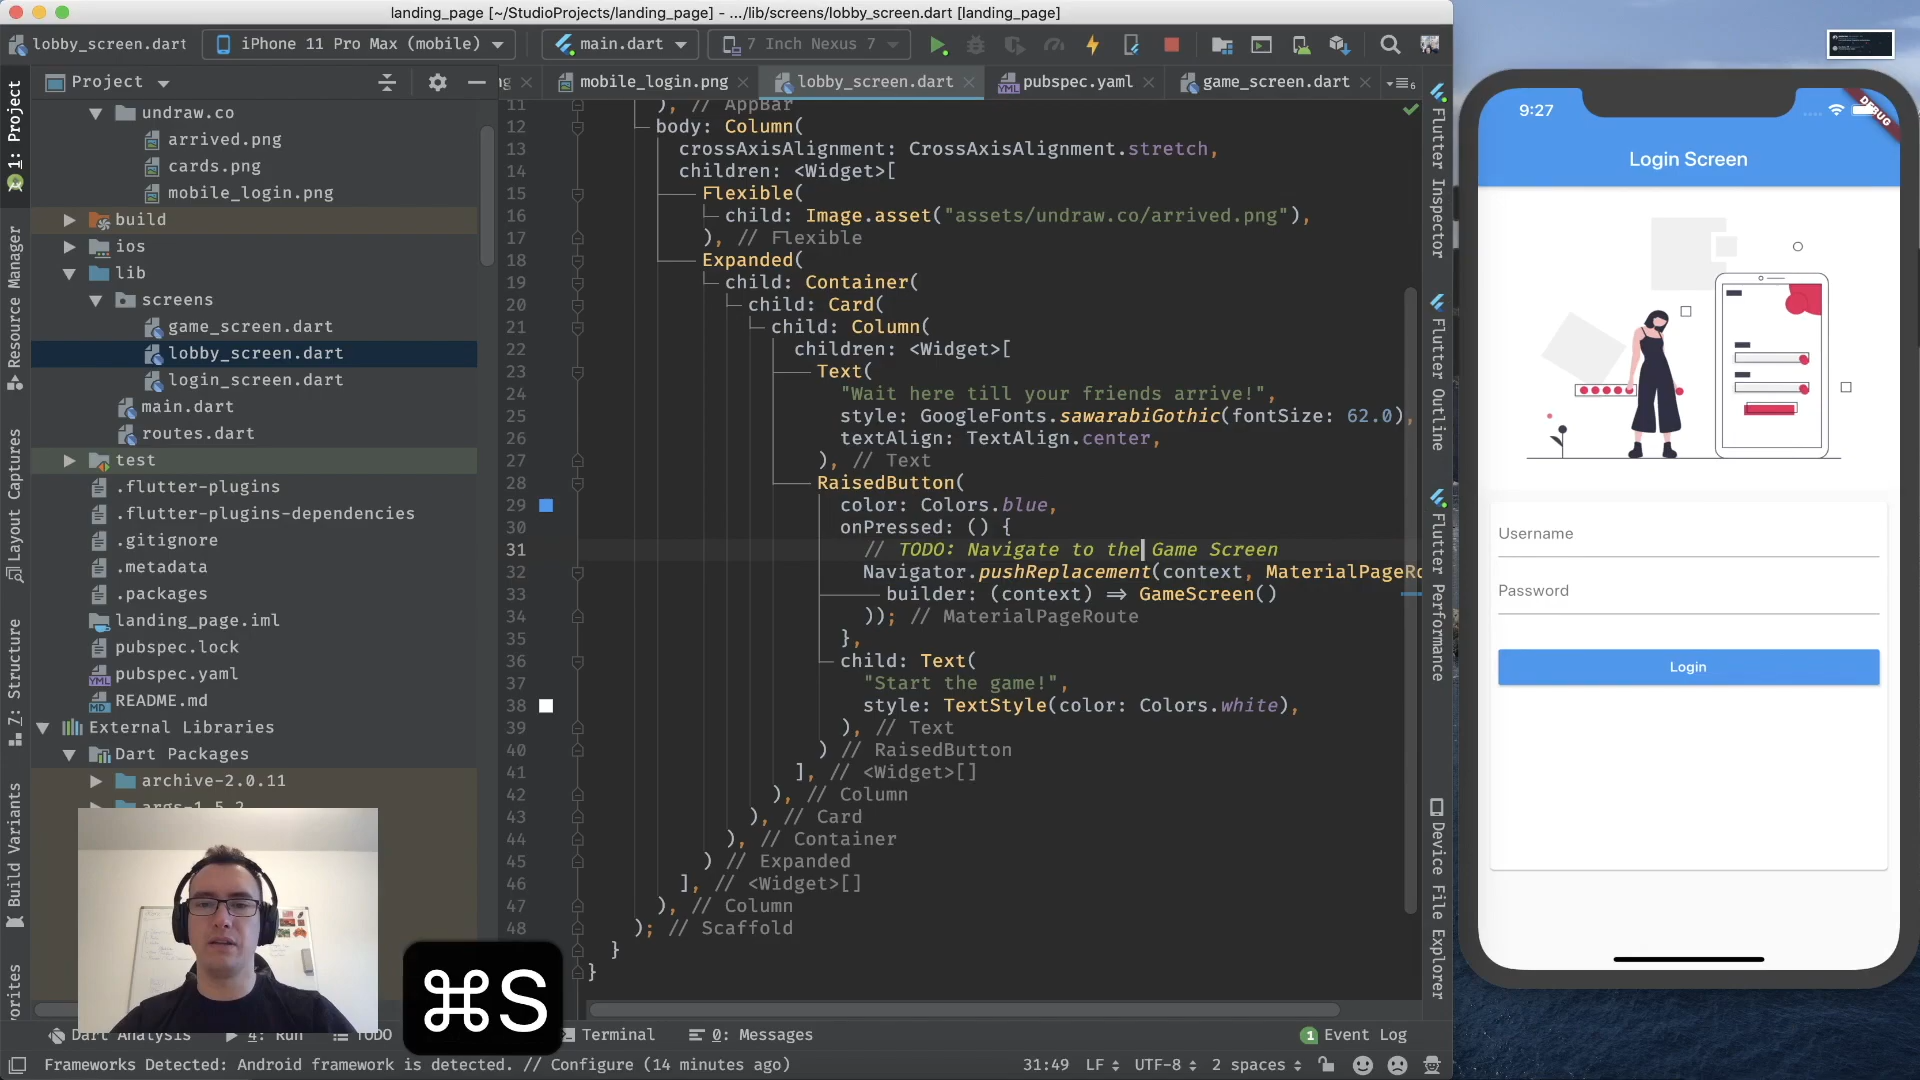 landing_page [~/StudioProjects/landing_page] - .../lib/screens/lobby_screen.dart [landing_page]
lobby_screen.dart
iPhone 11 Pro Max (mobile)
main.dart
7 Inch Nexus 7
Project
mobile_login.png
lobby_screen.dart
pubspec.yaml
game_screen.dart
1: Project
Resource Manager
Layout Captures
7: Structure
Build Variants
undraw.co
arrived.png
cards.png
mobile_login.png
build
ios
lib
screens
game_screen.dart
lobby_screen.dart
login_screen.dart
main.dart
routes.dart
test
.flutter-plugins
.flutter-plugins-dependencies
.gitignore
.metadata
.packages
landing_page.iml
pubspec.lock
pubspec.yaml
README.md
External Libraries
Dart Packages
archive-2.0.11
args-1.5.2
11 ), // AppBar
12 body: Column(
13 crossAxisAlignment: CrossAxisAlignment.stretch,
14 children: <Widget>[
15 Flexible(
16 child: Image.asset("assets/undraw.co/arrived.png"),
17 ), // Flexible
18 Expanded(
19 child: Container(
20 child: Card(
21 child: Column(
22 children: <Widget>[
23 Text(
24 "Wait here till your friends arrive!",
25 style: GoogleFonts.sawarabiGothic(fontSize: 62.0),
26 textAlign: TextAlign.center,
27 ), // Text
28 RaisedButton(
29 color: Colors.blue,
30 onPressed: () {
31 // TODO: Navigate to the Game Screen
32 Navigator.pushReplacement(context, MaterialPageRo
33 builder: (context) ⇒ GameScreen()
34 )); // MaterialPageRoute
35 },
36 child: Text(
37 "Start the game!",
38 style: TextStyle(color: Colors.white),
39 ), // Text
40 ) // RaisedButton
41 ], // <Widget>[]
42 ), // Column
43 ), // Card
44 ), // Container
45 ) // Expanded
46 ], // <Widget>[]
47 ), // Column
48 ); // Scaffold
}
}
Flutter Inspector
Flutter Outline
Flutter Performance
Device File Explorer
⌘S
Dart Analysis
4: Run
TODO
Terminal
0: Messages
1 Event Log
Frameworks Detected: Android framework is detected. // Configure (14 minutes ago)
31:49 LF UTF-8 2 spaces
9:27
DEBUG
Login Screen
Username
Password
Login